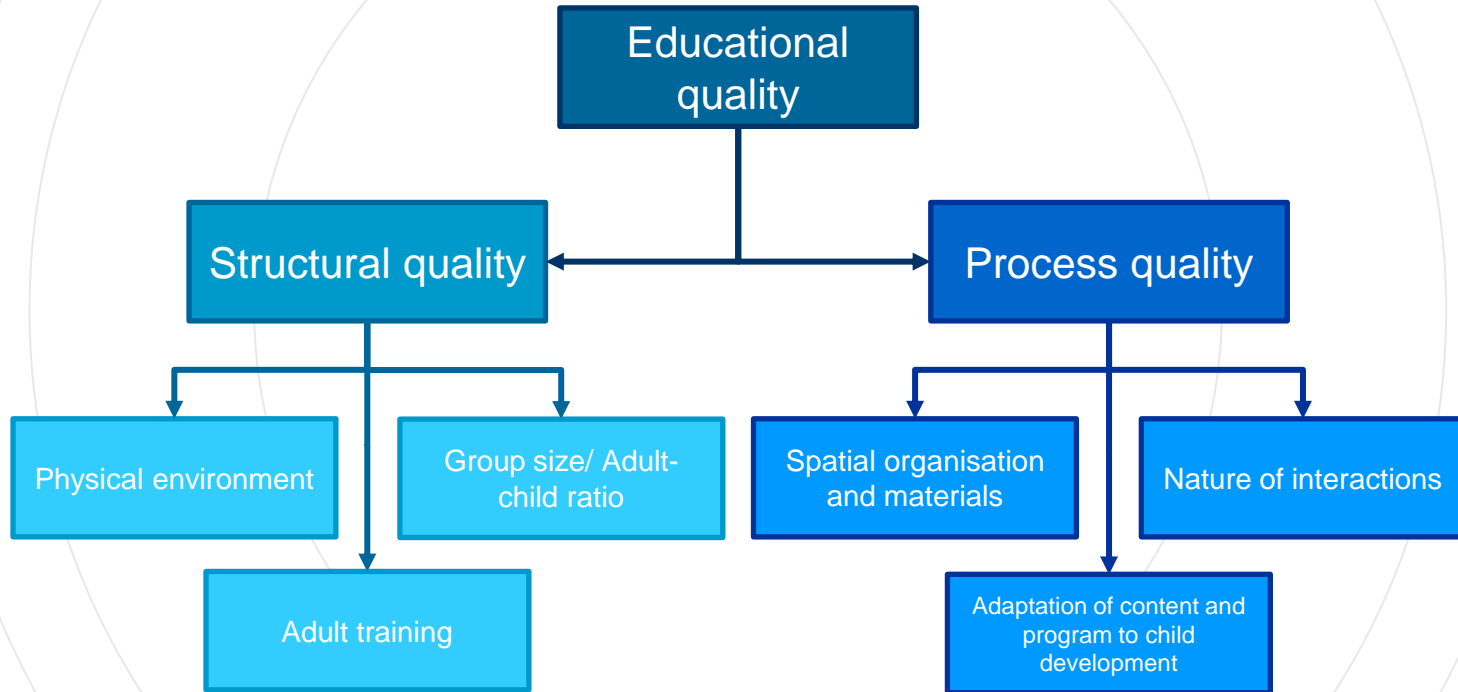 Educational
quality
Structural quality
Process quality
Physical environment
Group size/ Adult-
child ratio
Spatial organisation
and materials
Nature of interactions
Adult training
Adaptation of content and
program to child
development